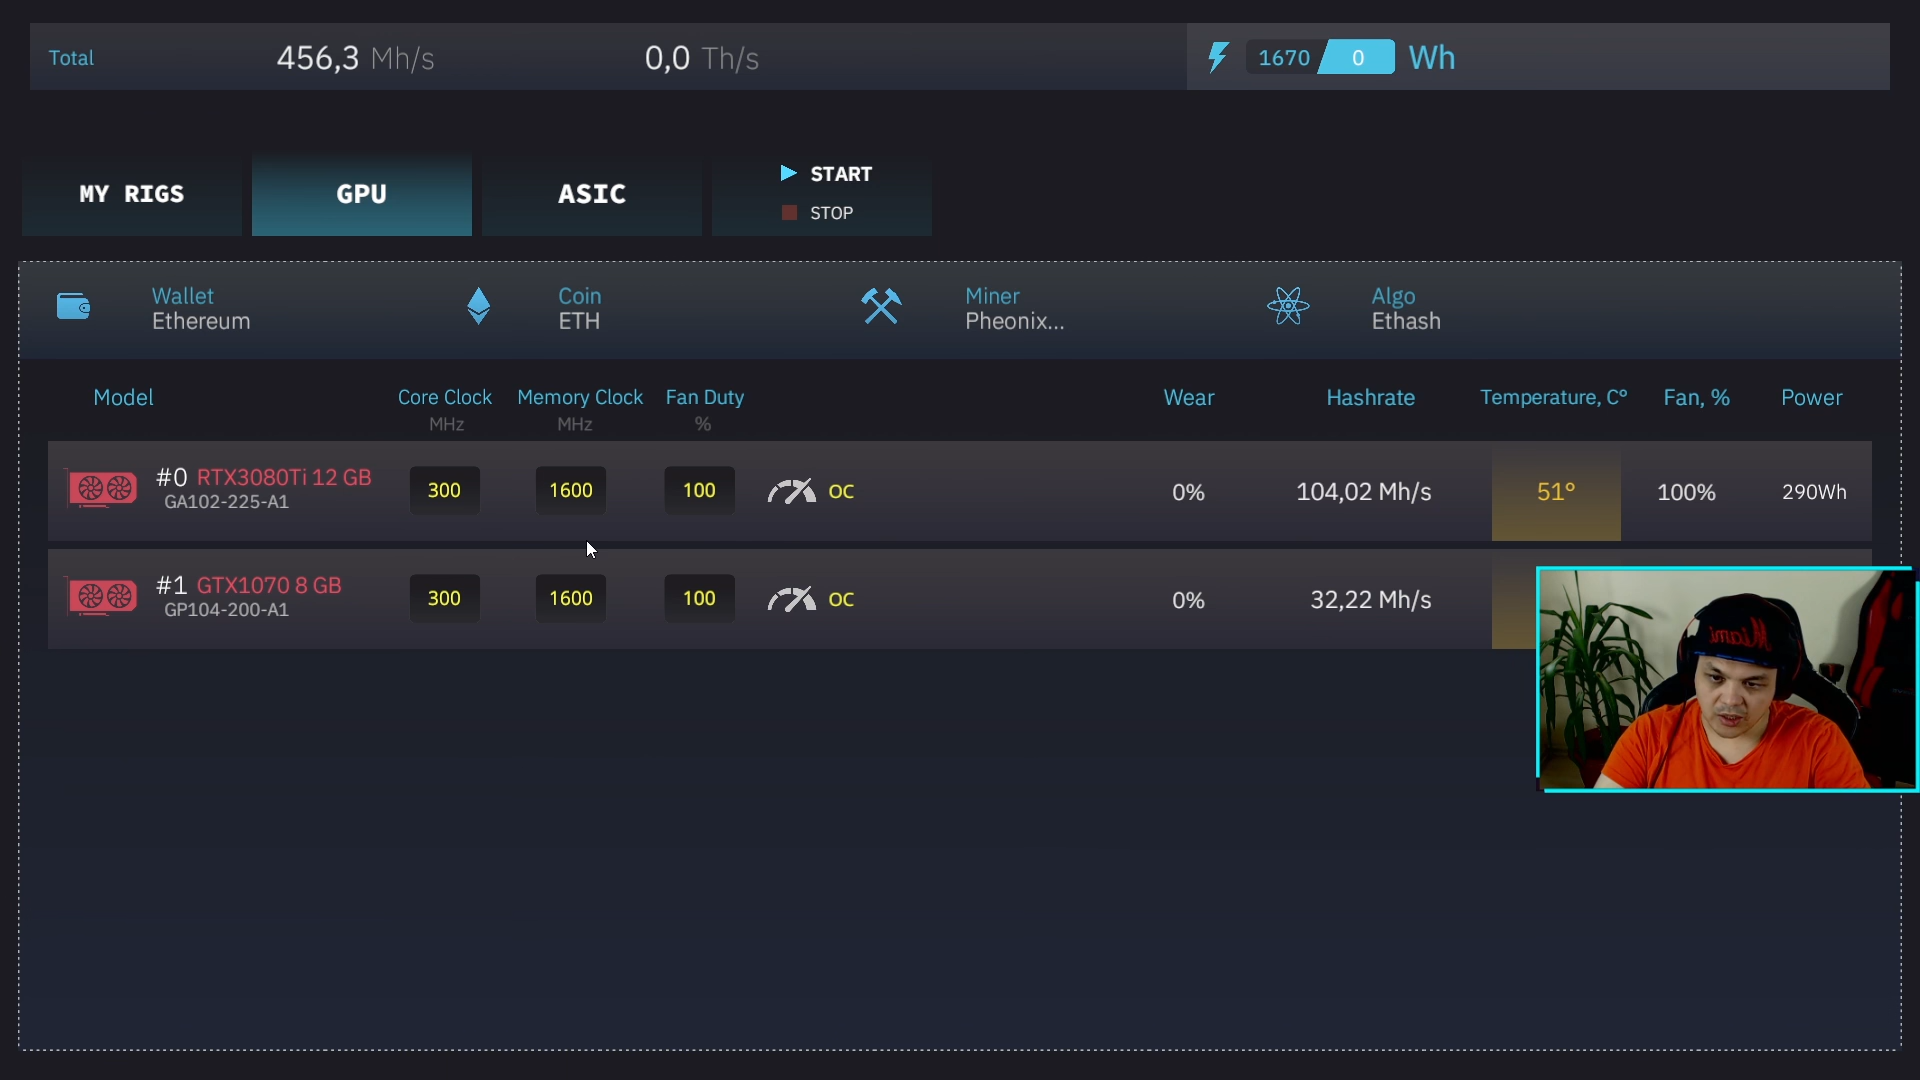 Total 456,3 Mh/s 0,0 Th/s 1670 0 Wh
MY RIGS GPU ASIC START
STOP
Wallet Coin Miner Algo
Ethereum ETH Pheonix... Ethash
Model Core Clock Memory Clock Fan Duty Wear Hashrate Temperature, C° Fan, % Power
MHz MHz %
#0 RTX3080Ti 12 GB 300 1600 100 OC 0% 104,02 Mh/s 51° 100% 290Wh
GA102-225-A1
#1 GTX1070 8 GB 300 1600 100 OC 0% 32,22 Mh/s
GP104-200-A1
Miami